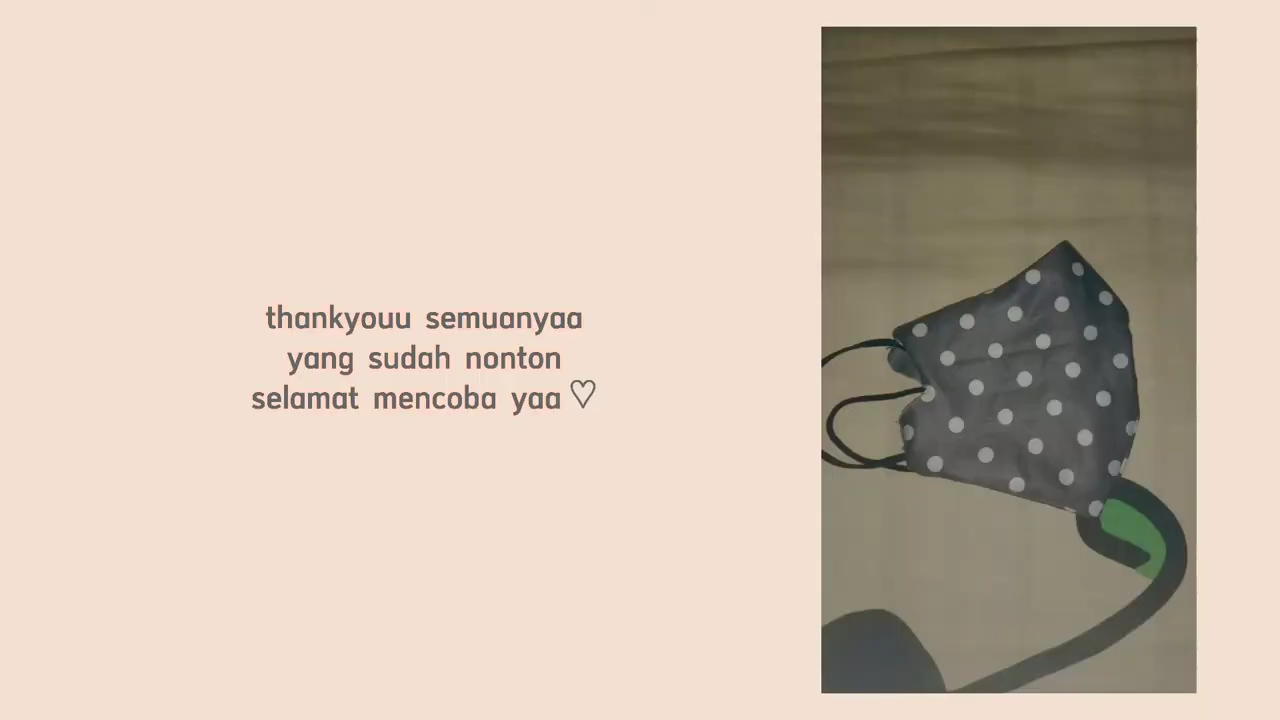 thankyouu semuanyaa
yang sudah nonton
selamat mencoba yaa ♡